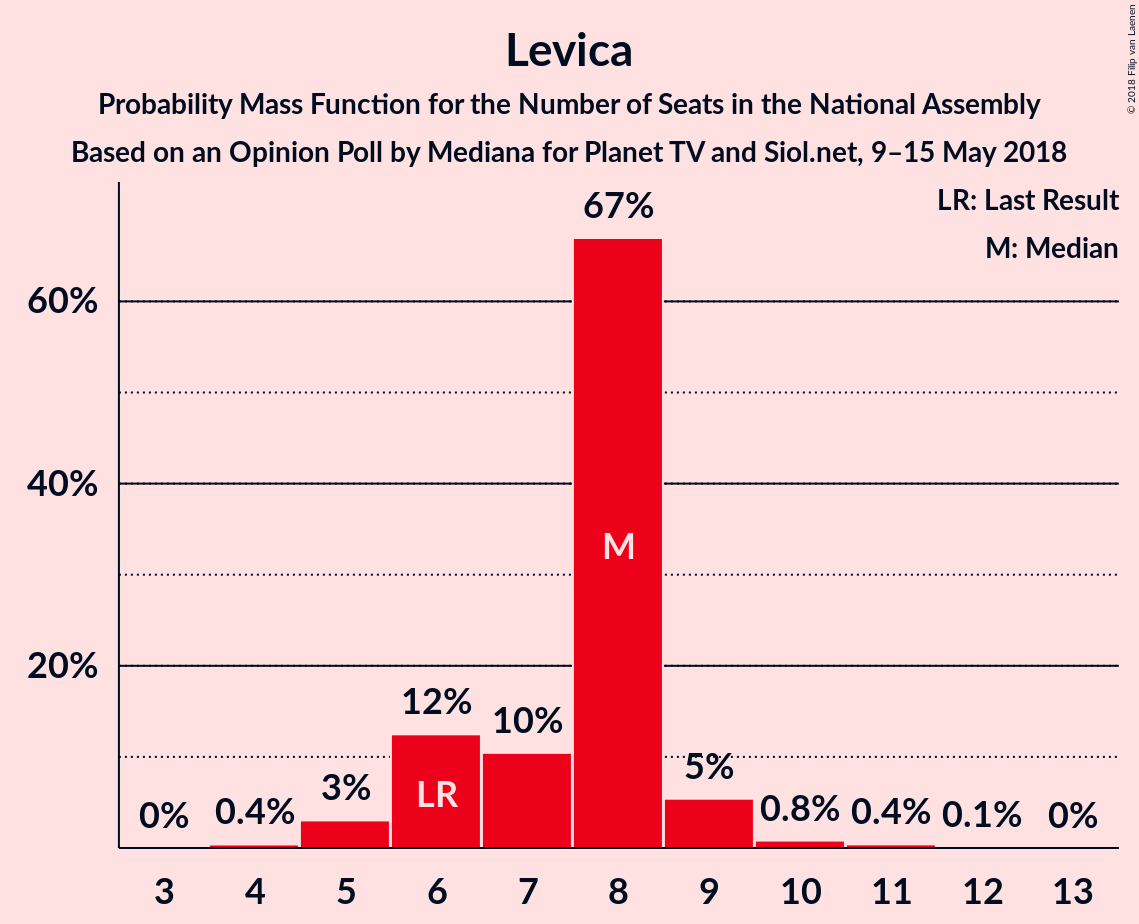 Levica
Probability Mass Function for the Number of Seats in the National Assembly
Based on an Opinion Poll by Mediana for Planet TV and Siol.net, 9–15 May 2018
© 2018 Filip van Laenen
LR: Last Result
M: Median
67%
60%
40%
M
20%
12%
10%
5%
3%
LR
0%
0.4%
0.8%
0.4%
0.1%
0%
3 4 5 6 7 8 9 10 11 12 13